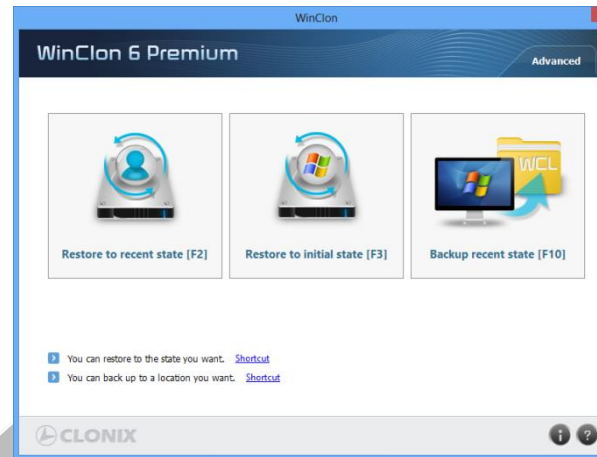 WinClon
WinClon 6 Premium
Advanced
WCL
Restore to recent state [F2]
Restore to initial state [F3]
Backup recent state [F10]
You can restore to the state you want. Shortcut
You can back up to a location you want. Shortcut
CLONIX
i ?